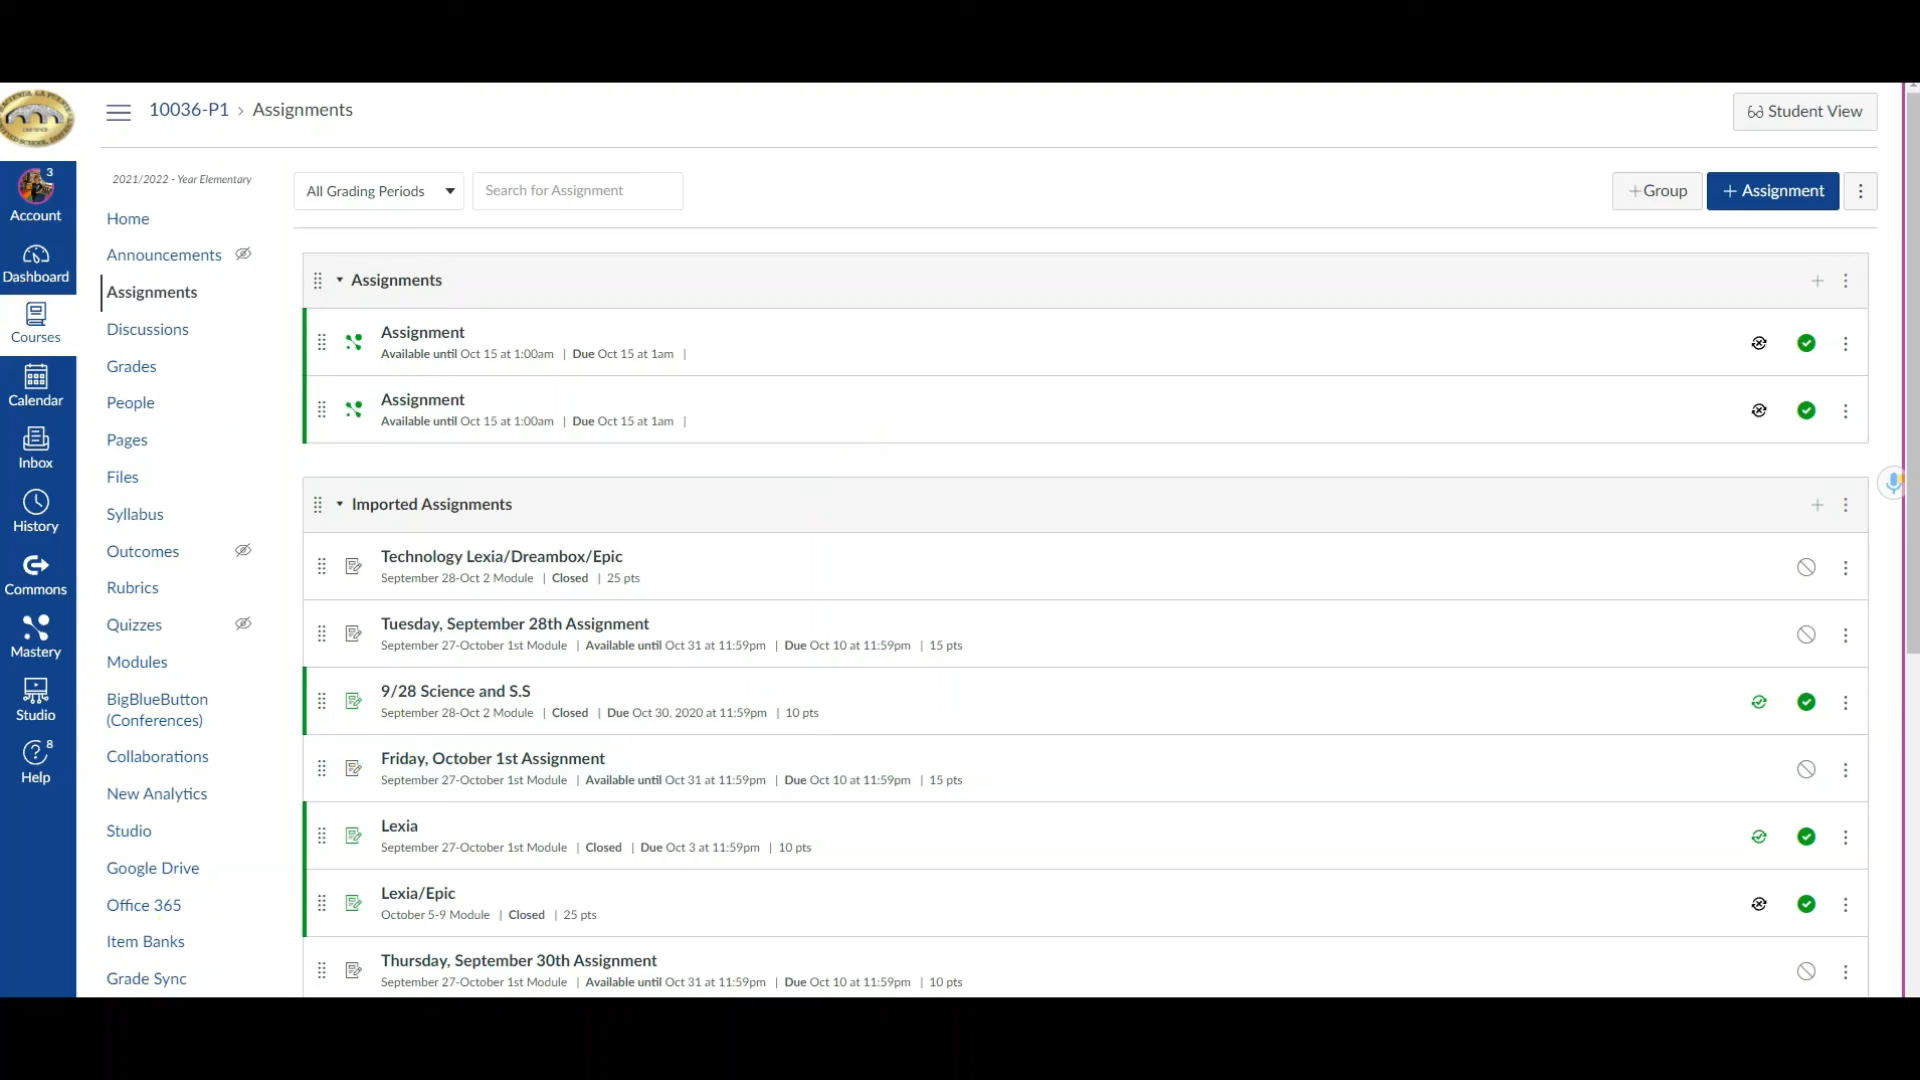 10036-P1 › Assignments
Student View
3
Account
Dashboard
Courses
Calendar
Inbox
History
Commons
Mastery
Studio
8
Help
2021/2022 - Year Elementary
Home
Announcements
Assignments
Discussions
Grades
People
Pages
Files
Syllabus
Outcomes
Rubrics
Quizzes
Modules
BigBlueButton
(Conferences)
Collaborations
New Analytics
Studio
Google Drive
Office 365
Item Banks
Grade Sync
All Grading Periods
Search for Assignment
+Group
+ Assignment
Assignments
Assignment
Available until Oct 15 at 1:00am | Due Oct 15 at 1am |
Assignment
Available until Oct 15 at 1:00am | Due Oct 15 at 1am |
Imported Assignments
Technology Lexia/Dreambox/Epic
September 28-Oct 2 Module | Closed | 25 pts
Tuesday, September 28th Assignment
September 27-October 1st Module | Available until Oct 31 at 11:59pm | Due Oct 10 at 11:59pm | 15 pts
9/28 Science and S.S
September 28-Oct 2 Module | Closed | Due Oct 30, 2020 at 11:59pm | 10 pts
Friday, October 1st Assignment
September 27-October 1st Module | Available until Oct 31 at 11:59pm | Due Oct 10 at 11:59pm | 15 pts
Lexia
September 27-October 1st Module | Closed | Due Oct 3 at 11:59pm | 10 pts
Lexia/Epic
October 5-9 Module | Closed | 25 pts
Thursday, September 30th Assignment
September 27-October 1st Module | Available until Oct 31 at 11:59pm | Due Oct 10 at 11:59pm | 10 pts